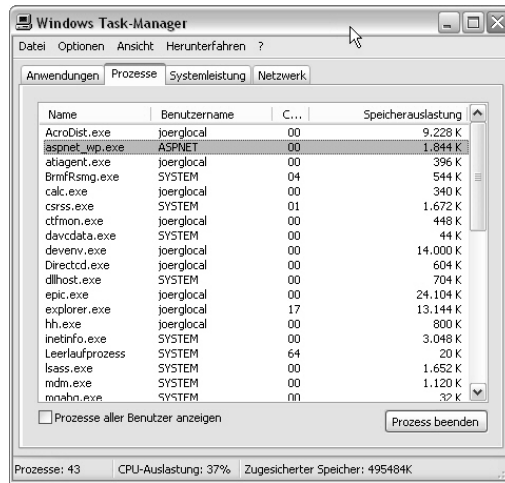 Windows Task-Manager
Datei Optionen Ansicht Herunterfahren ?
Anwendungen Prozesse Systemleistung Netzwerk
Name Benutzername C... Speicherauslastung
AcroDist.exe joerglocal 00 9.228 K
aspnet_wp.exe ASPNET 00 1.844 K
atiagent.exe joerglocal 00 396 K
BrmfRsmg.exe SYSTEM 04 544 K
calc.exe joerglocal 00 340 K
csrss.exe SYSTEM 01 1.672 K
ctfmon.exe joerglocal 00 448 K
davcdata.exe SYSTEM 00 44 K
devenv.exe joerglocal 00 14.000 K
Directcd.exe joerglocal 00 604 K
dllhost.exe SYSTEM 00 704 K
epic.exe joerglocal 00 24.104 K
explorer.exe joerglocal 17 13.144 K
hh.exe joerglocal 00 800 K
inetinfo.exe SYSTEM 00 3.048 K
Leerlaufprozess SYSTEM 64 20 K
lsass.exe SYSTEM 00 1.652 K
mdm.exe SYSTEM 00 1.120 K
SYSTEM 00 32 K
Prozesse aller Benutzer anzeigen
Prozess beenden
Prozesse: 43 CPU-Auslastung: 37% Zugesicherter Speicher: 495484K